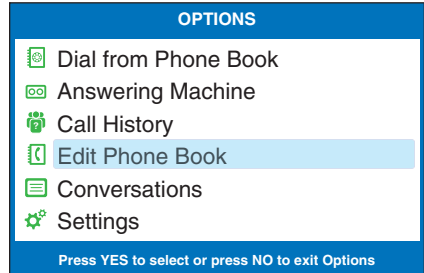 OPTIONS
Dial from Phone Book
Answering Machine
Call History
Edit Phone Book
Conversations
Settings
Press YES to select or press NO to exit Options